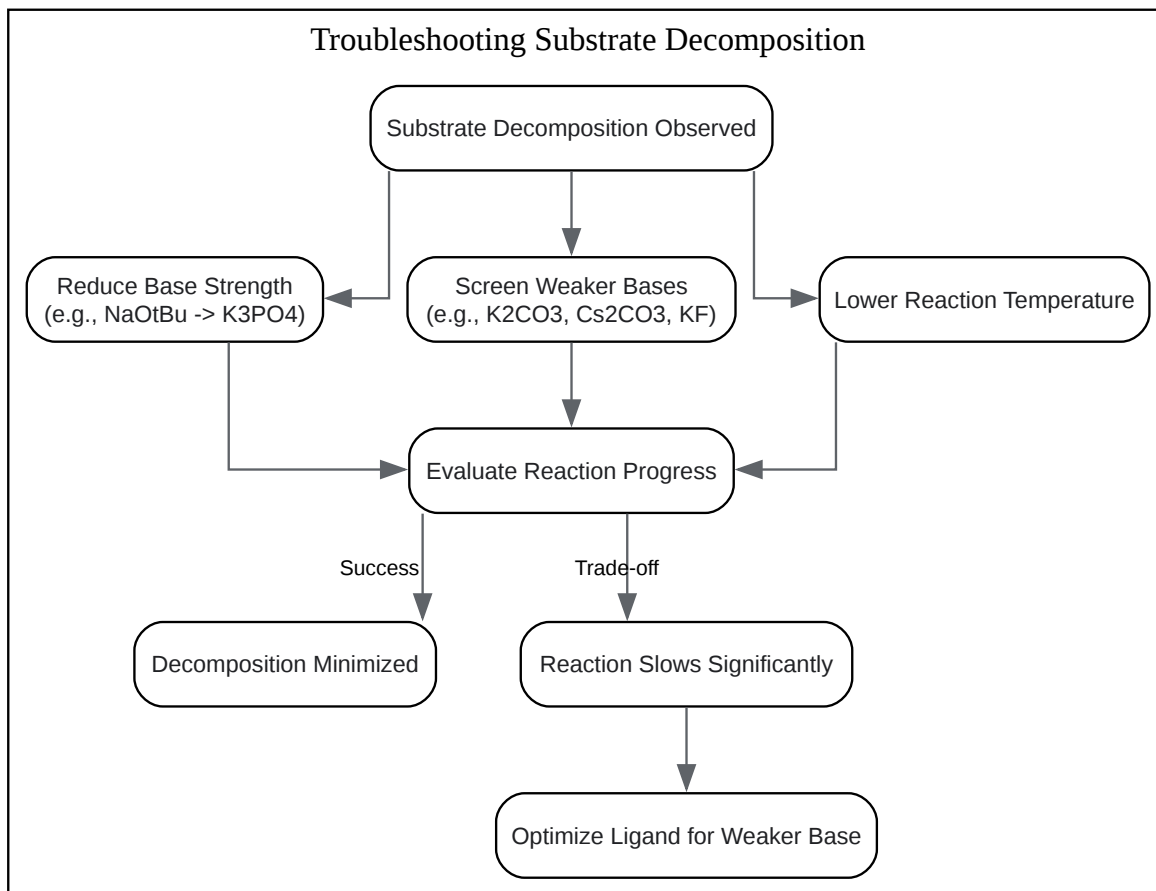 Troubleshooting Substrate Decomposition
Substrate Decomposition Observed
Reduce Base Strength
(e.g., NaOtBu -> K3PO4)
Screen Weaker Bases
(e.g., K2CO3, Cs2CO3, KF)
Lower Reaction Temperature
Evaluate Reaction Progress
Success
Trade-off
Decomposition Minimized
Reaction Slows Significantly
Optimize Ligand for Weaker Base